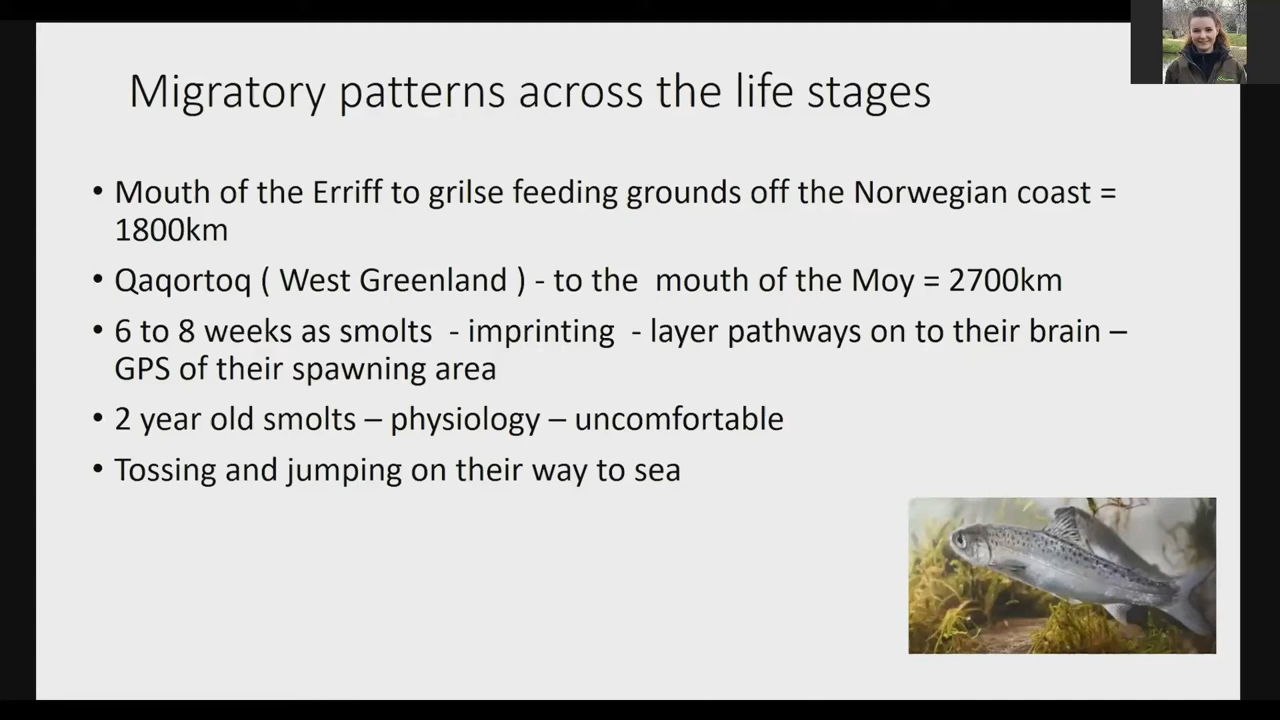 Migratory patterns across the life stages
• Mouth of the Erriff to grilse feeding grounds off the Norwegian coast =
1800km
• Qaqortoq ( West Greenland ) - to the mouth of the Moy = 2700km
• 6 to 8 weeks as smolts - imprinting - layer pathways on to their brain –
GPS of their spawning area
• 2 year old smolts – physiology – uncomfortable
• Tossing and jumping on their way to sea